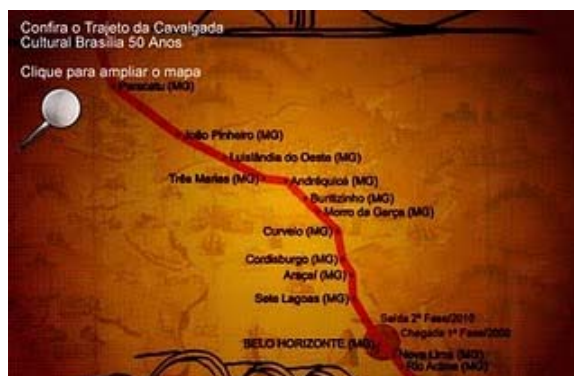 Confira o Trajeto da Cavalgada
Cultural Brasília 50 Anos
Clique para ampliar o mapa
Paracatu (MG)
João Pinheiro (MG)
Luislândia do Oeste (MG)
Três Marias (MG)
Andréquicé (MG)
Buritizinho (MG)
Morro da Garça (MG)
Curvelo (MG)
Cordisburgo (MG)
Araçaí (MG)
Sete Lagoas (MG)
Saída 2ª Fase/2010
Chegada 1ª Fase/2009
BELO HORIZONTE (MG)
Nova Lima (MG)
Rio Acima (MG)